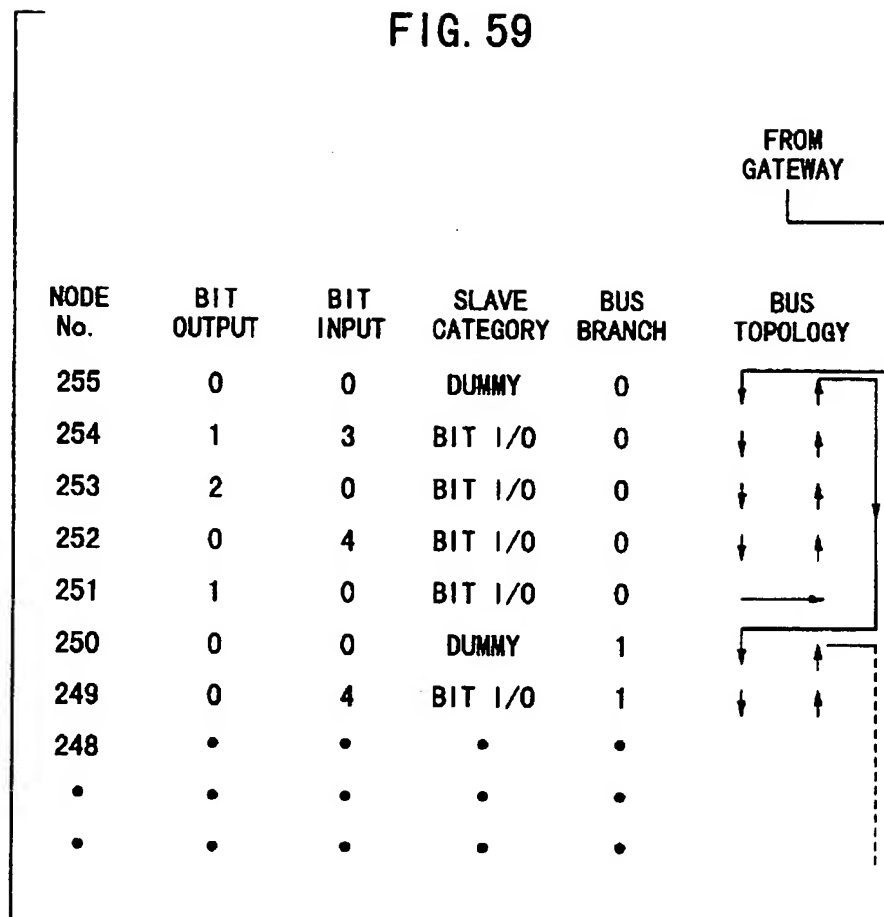 FIG. 59
FROM
GATEWAY
NODE No. BIT OUTPUT BIT INPUT SLAVE CATEGORY BUS BRANCH BUS TOPOLOGY
255 0 0 DUMMY 0
254 1 3 BIT I/O 0
253 2 0 BIT I/O 0
252 0 4 BIT I/O 0
251 1 0 BIT I/O 0
250 0 0 DUMMY 1
249 0 4 BIT I/O 1
248 • • • •
• • • • •
• • • • •